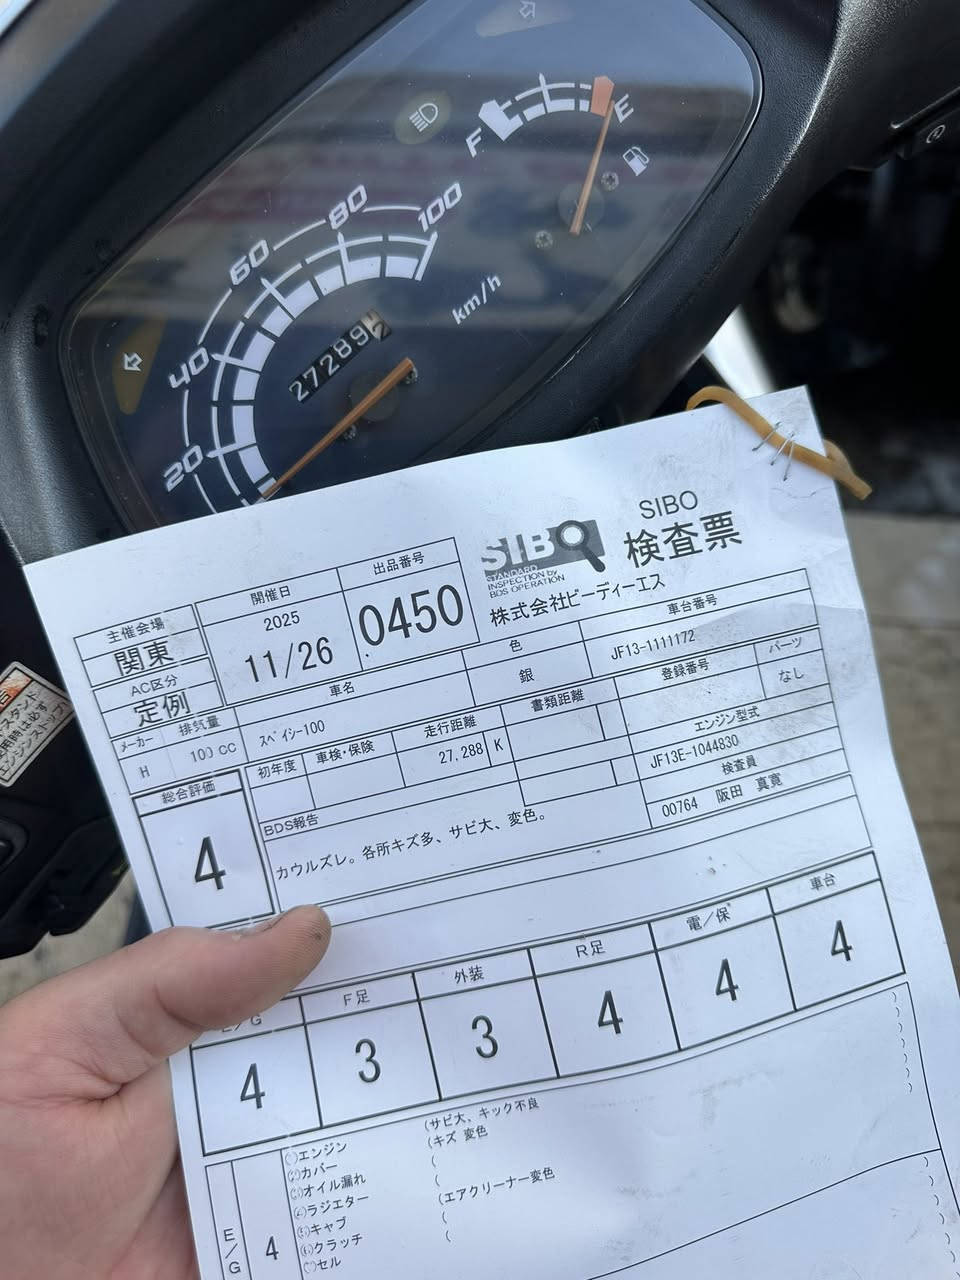 F
E
100
80
60
40
20
km/h
27289
SIBO
STANDARD
INSPECTION by
BDS OPERATION
SIBO
検査票
株式会社ビーディーエス
主催会場
関東
AC区分
定例
開催日
2025
11/26
出品番号
0450
メーカー
H
排気量
100 cc
車名
スペイシー100
色
銀
車台番号
JF13-1111172
初年度
車検・保険
走行距離
27,288 K
書類距離
登録番号
パーツ
なし
エンジン型式
JF13E-1044830
検査員
00764 阪田 真寛
総合評価
4
BDS報告
カウルズレ。各所キズ多、サビ大、変色。
E/G
F足
外装
R足
電/保
車台
4
3
3
4
4
4
E/G
4
(1)エンジン (サビ大、キック不良
(2)カバー (キズ 変色
(3)オイル漏れ (
(4)ラジエター (エアクリーナー変色
(5)キャブ (
(6)クラッチ (
(7)セル